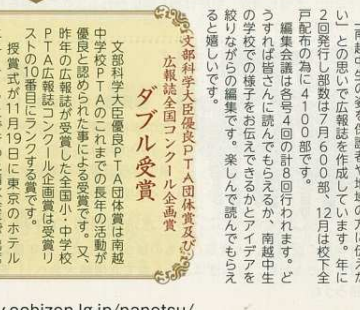 い」との思いで広報誌を作成しています。年に
2回発行し部数は7月600部、12月は校下全
戸配布の為に4100部です。
編集会議は各号4回の計8回行われます。ど
うすれば皆さんに読んでもらえるか、南越中生
の学校での様子をお伝えできるかとアイデアを
絞りながらの編集です。楽しんで読んでもらえ
ると嬉しいです。
文部科学大臣優良PTA団体賞及び
広報誌全国コンクール企画賞
ダブル受賞
文部科学大臣優良PTA団体賞は南越
中学校PTAのこれまでの長年の活動が
優良と認められた事による受賞です。又、
昨年の広報誌が受賞した全国小・中学校
PTA広報誌コンクール企画賞は受賞リ
ストの10番目にランクする賞です。
授賞式が11月19日に東京のホテル